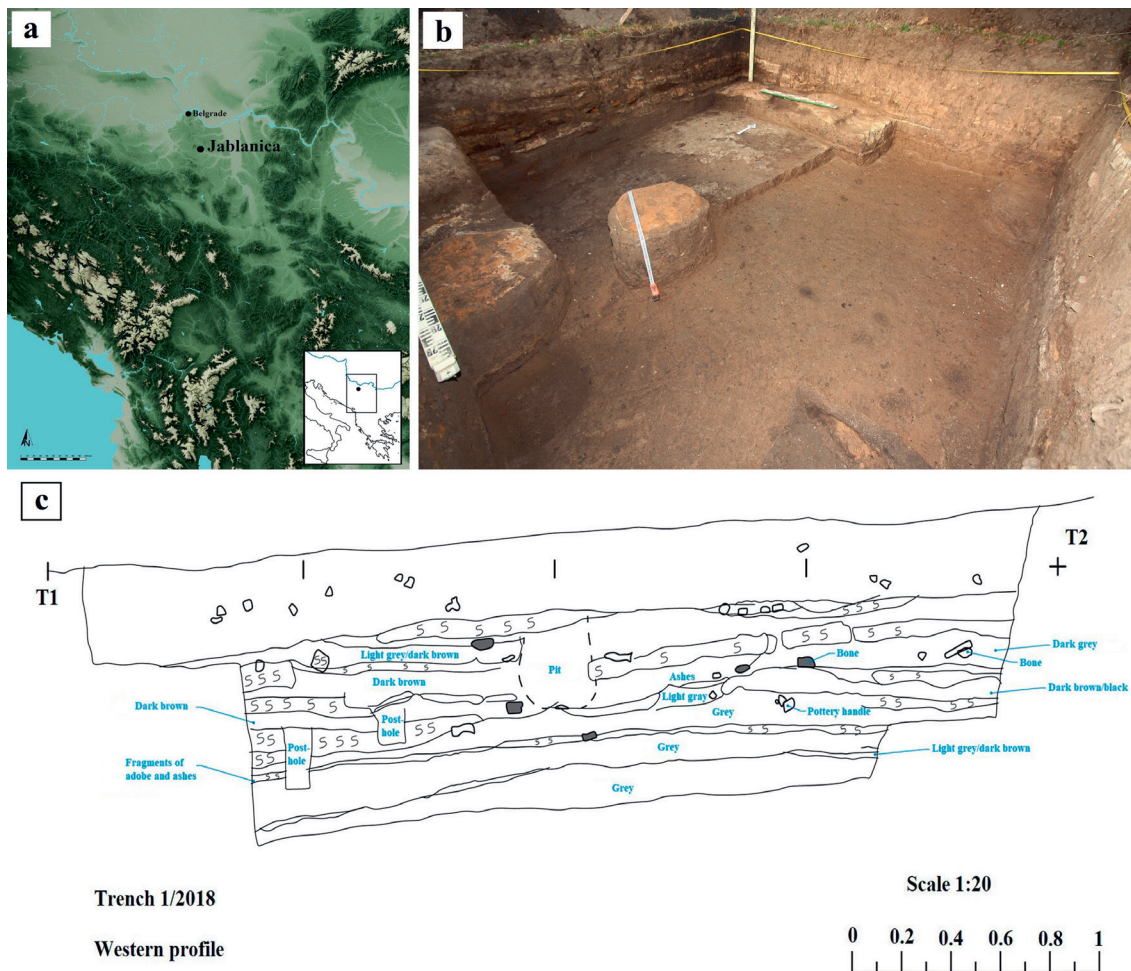 a
Belgrade
Jablanica
b
c
T1
T2
Light grey/dark brown
Dark brown
Pit
Ashes
Bone
Dark grey
Bone
Light gray
Dark brown/black
Dark brown
Post-
hole
Grey
Pottery handle
Post-
hole
Grey
Light grey/dark brown
Fragments of
adobe and ashes
Grey
SS
S S S S S
S S S
Trench 1/2018
Scale 1:20
Western profile
0 0.2 0.4 0.6 0.8 1